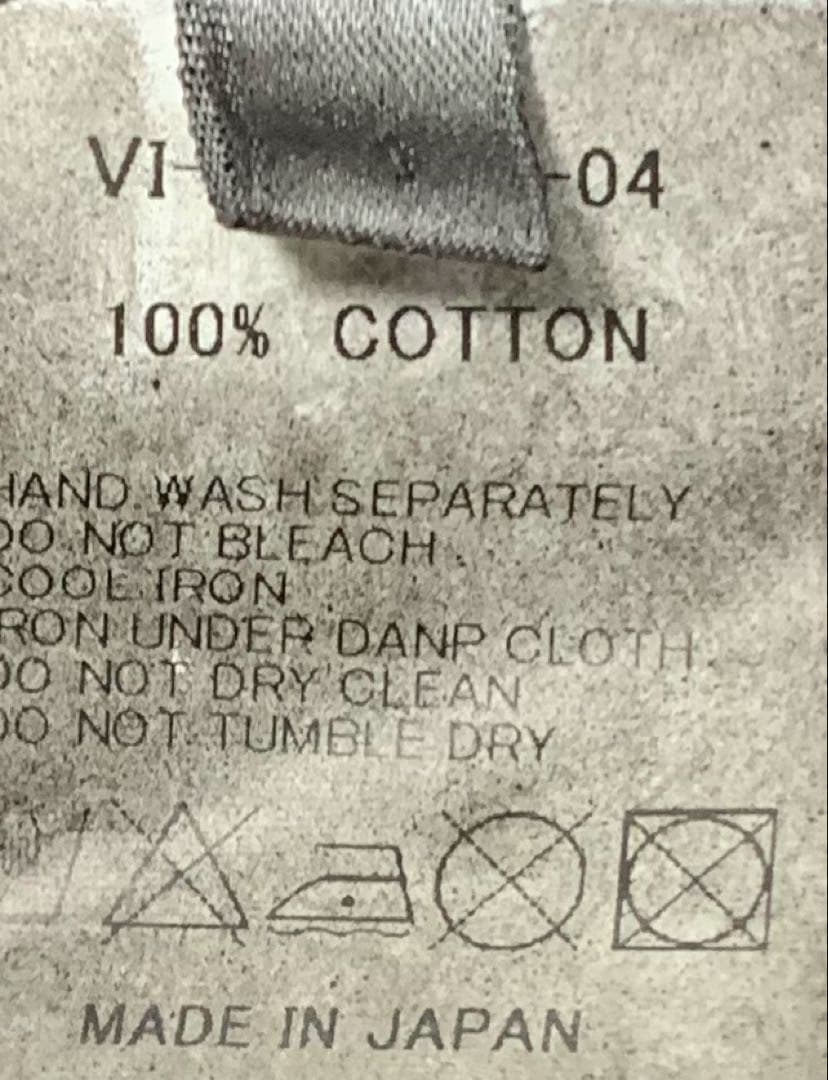 VI- -04
100% COTTON
HAND WASH SEPARATELY
DO NOT BLEACH
COOL IRON
IRON UNDER DANP CLOTH
DO NOT DRY CLEAN
DO NOT TUMBLE DRY
MADE IN JAPAN